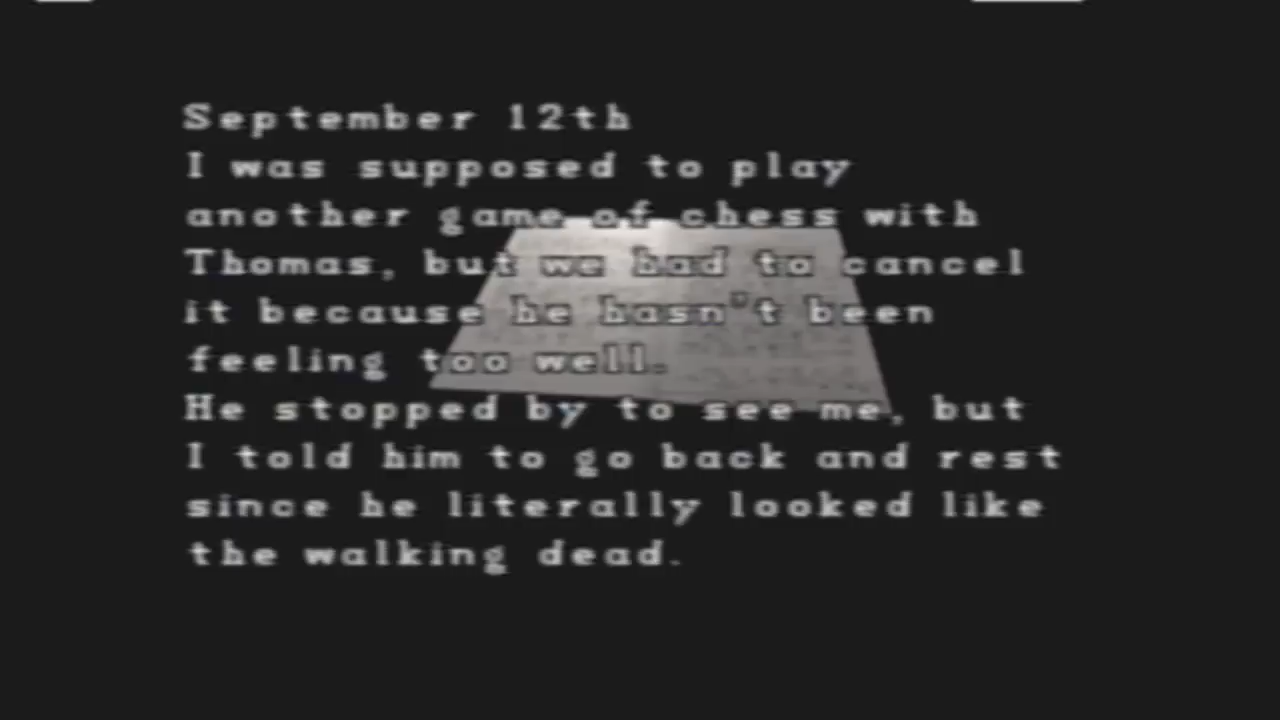 September 12th
I was supposed to play
another game of chess with
Thomas, but we had to cancel
it because he hasn't been
feeling too well.
He stopped by to see me, but
I told him to go back and rest
since he literally looked like
the walking dead.